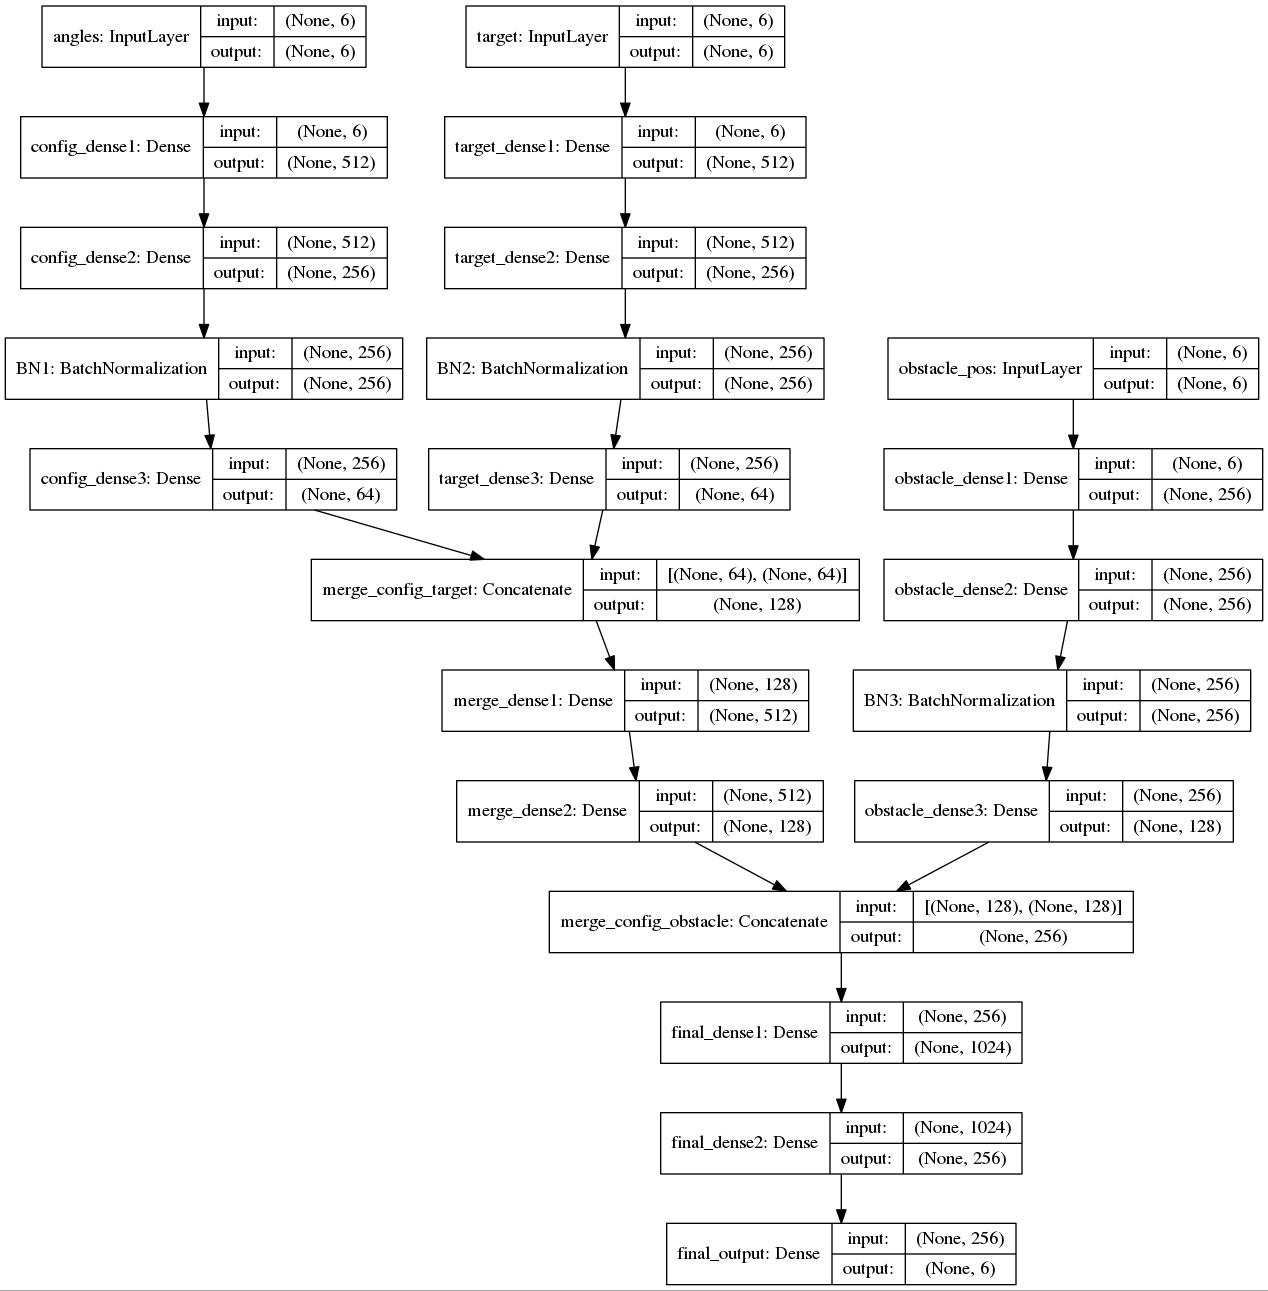 angles: InputLayer
input: (None, 6)
output: (None, 6)
target: InputLayer
input: (None, 6)
output: (None, 6)
config_dense1: Dense
input: (None, 6)
output: (None, 512)
target_dense1: Dense
input: (None, 6)
output: (None, 512)
config_dense2: Dense
input: (None, 512)
output: (None, 256)
target_dense2: Dense
input: (None, 512)
output: (None, 256)
BN1: BatchNormalization
input: (None, 256)
output: (None, 256)
BN2: BatchNormalization
input: (None, 256)
output: (None, 256)
obstacle_pos: InputLayer
input: (None, 6)
output: (None, 6)
config_dense3: Dense
input: (None, 256)
output: (None, 64)
target_dense3: Dense
input: (None, 256)
output: (None, 64)
obstacle_dense1: Dense
input: (None, 6)
output: (None, 256)
merge_config_target: Concatenate
input: [(None, 64), (None, 64)]
output: (None, 128)
obstacle_dense2: Dense
input: (None, 256)
output: (None, 256)
merge_dense1: Dense
input: (None, 128)
output: (None, 512)
BN3: BatchNormalization
input: (None, 256)
output: (None, 256)
merge_dense2: Dense
input: (None, 512)
output: (None, 128)
obstacle_dense3: Dense
input: (None, 256)
output: (None, 128)
merge_config_obstacle: Concatenate
input: [(None, 128), (None, 128)]
output: (None, 256)
final_dense1: Dense
input: (None, 256)
output: (None, 1024)
final_dense2: Dense
input: (None, 1024)
output: (None, 256)
final_output: Dense
input: (None, 256)
output: (None, 6)